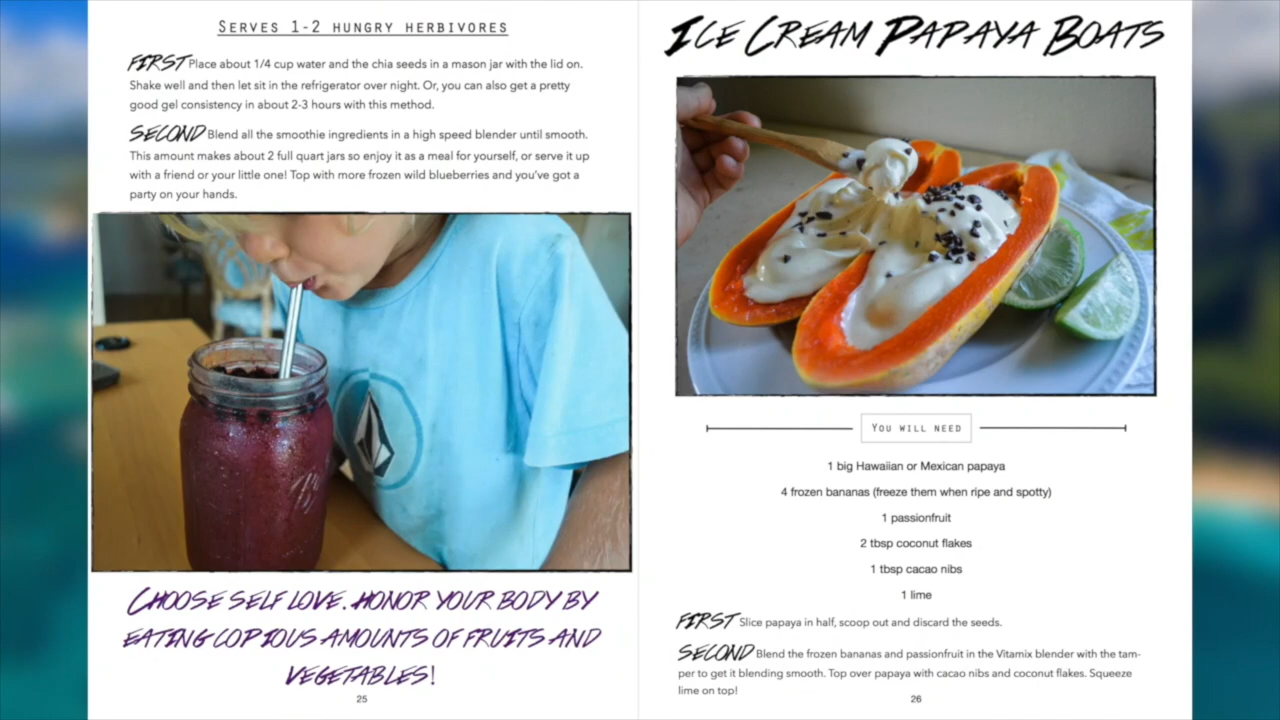 SERVES 1-2 HUNGRY HERBIVORES
FIRST Place about 1/4 cup water and the chia seeds in a mason jar with the lid on.
Shake well and then let sit in the refrigerator over night. Or, you can also get a pretty
good gel consistency in about 2-3 hours with this method.
SECOND Blend all the smoothie ingredients in a high speed blender until smooth.
This amount makes about 2 full quart jars so enjoy it as a meal for yourself, or serve it up
with a friend or your little one! Top with more frozen wild blueberries and you've got a
party on your hands.
CHOOSE SELF LOVE. HONOR YOUR BODY BY
EATING COPIOUS AMOUNTS OF FRUITS AND
VEGETABLES!
25
ICE CREAM PAPAYA BOATS
YOU WILL NEED
1 big Hawaiian or Mexican papaya
4 frozen bananas (freeze them when ripe and spotty)
1 passionfruit
2 tbsp coconut flakes
1 tbsp cacao nibs
1 lime
FIRST Slice papaya in half, scoop out and discard the seeds.
SECOND Blend the frozen bananas and passionfruit in the Vitamix blender with the tam-
per to get it blending smooth. Top over papaya with cacao nibs and coconut flakes. Squeeze
lime on top!
26